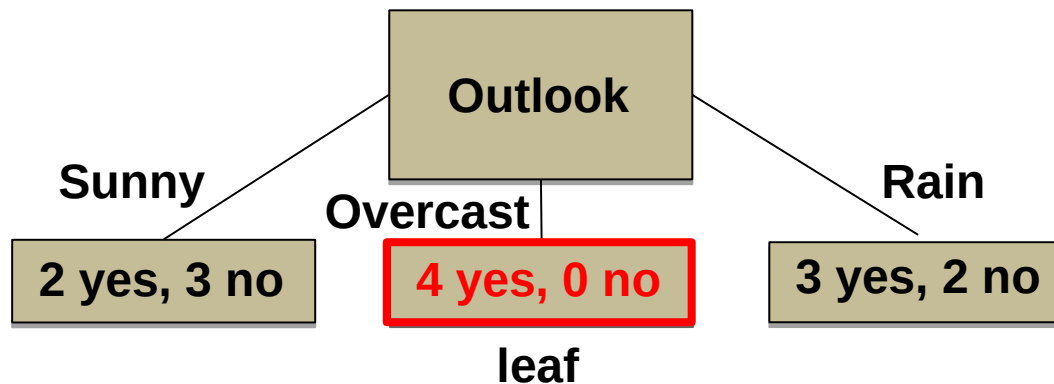 Outlook
Sunny
Overcast
Rain
2 yes, 3 no
4 yes, 0 no
3 yes, 2 no
leaf